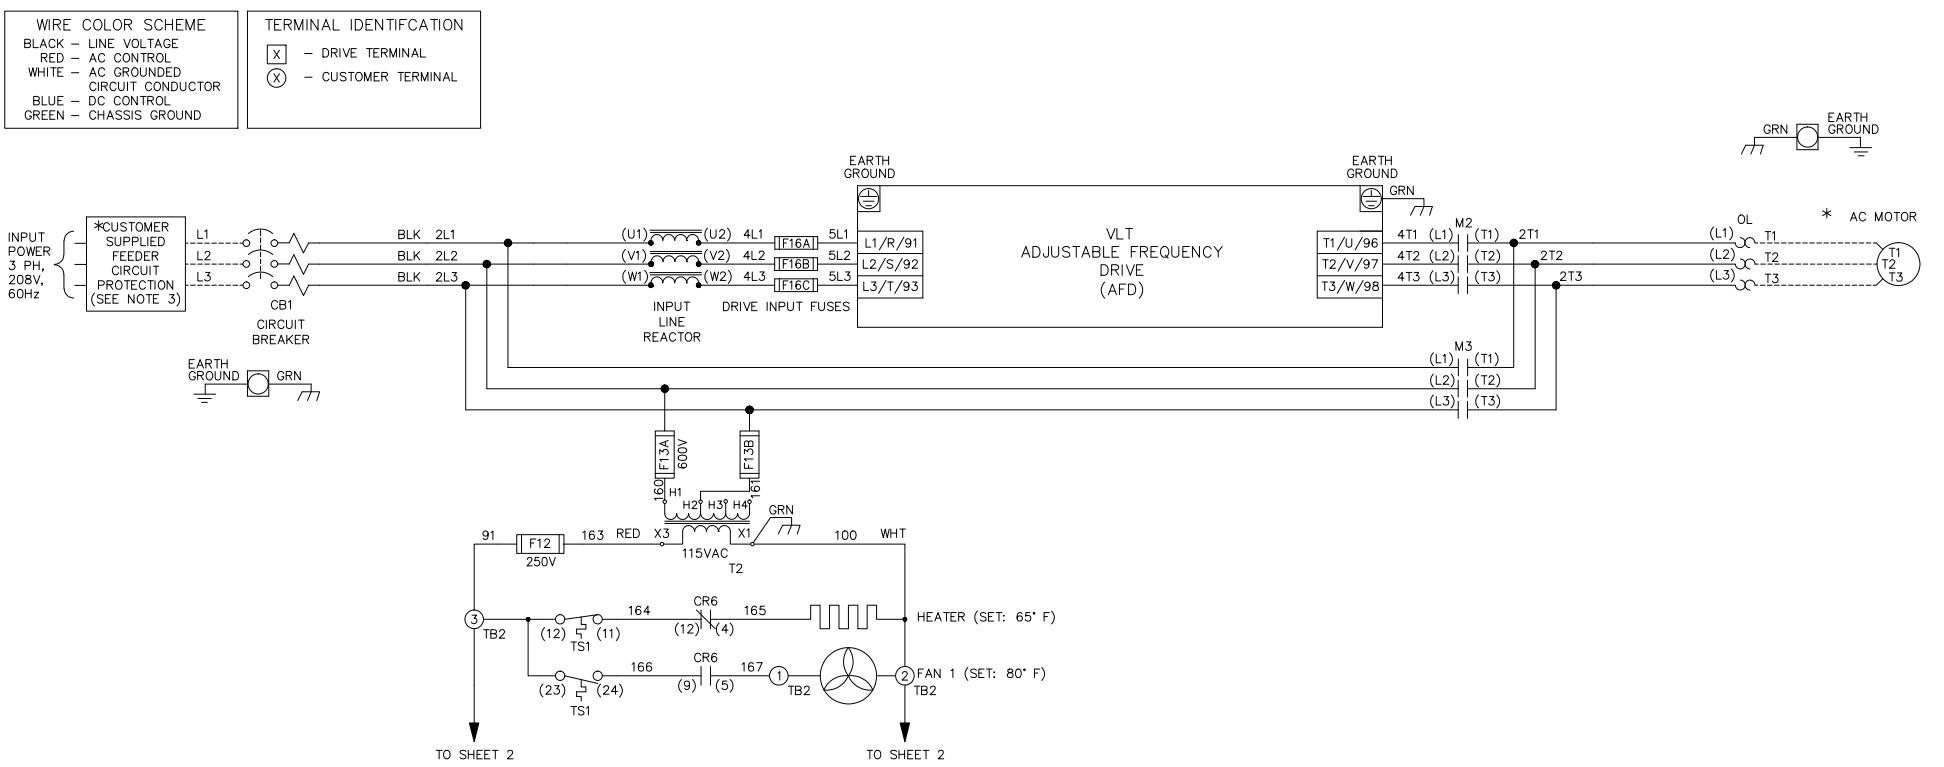 WIRE COLOR SCHEME
BLACK – LINE VOLTAGE
RED – AC CONTROL
WHITE – AC GROUNDED
CIRCUIT CONDUCTOR
BLUE – DC CONTROL
GREEN – CHASSIS GROUND
TERMINAL IDENTIFCATION
X – DRIVE TERMINAL
X – CUSTOMER TERMINAL
GRN
EARTH
GROUND
EARTH
GROUND
EARTH
GROUND
GRN
INPUT
POWER
3 PH,
208V,
60Hz
*CUSTOMER
SUPPLIED
FEEDER
CIRCUIT
PROTECTION
(SEE NOTE 3)
L1
L2
L3
CB1
CIRCUIT
BREAKER
BLK 2L1
BLK 2L2
BLK 2L3
(U1) (U2) 4L1 F16A 5L1 L1/R/91
(V1) (V2) 4L2 F16B 5L2 L2/S/92
(W1) (W2) 4L3 F16C 5L3 L3/T/93
INPUT
LINE
REACTOR
DRIVE INPUT FUSES
VLT
ADJUSTABLE FREQUENCY
DRIVE
(AFD)
M2
T1/U/96 4T1 (L1) (T1) 2T1
T2/V/97 4T2 (L2) (T2) 2T2
T3/W/98 4T3 (L3) (T3) 2T3
OL
* AC MOTOR
(L1) T1
(L2) T2
(L3) T3
T1
T2
T3
M3
(L1) (T1)
(L2) (T2)
(L3) (T3)
EARTH
GROUND
GRN
F13A
600V
F13B
160
161
H1
H2 H3 H4
GRN
91 F12 163 RED X3 X1 100 WHT
250V
115VAC
T2
3
TB2
(12) (11) 164 CR6 165
TS1
(12) (4)
HEATER (SET: 65° F)
(23) (24) 166 CR6 167 1
TS1
(9) (5)
TB2
2
TB2
FAN 1 (SET: 80° F)
TO SHEET 2
TO SHEET 2